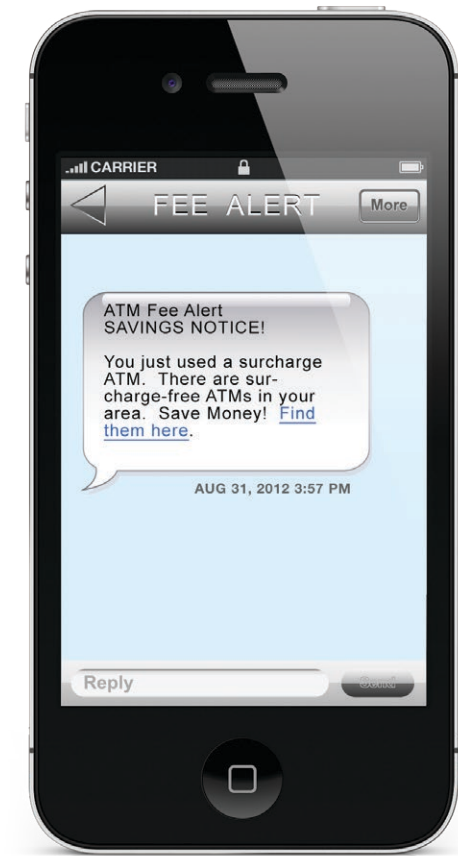 CARRIER
FEE ALERT More
ATM Fee Alert
SAVINGS NOTICE!
You just used a surcharge
ATM.  There are sur-
charge-free ATMs in your
area.  Save Money!  Find
them here.
AUG 31, 2012 3:57 PM
Reply Send